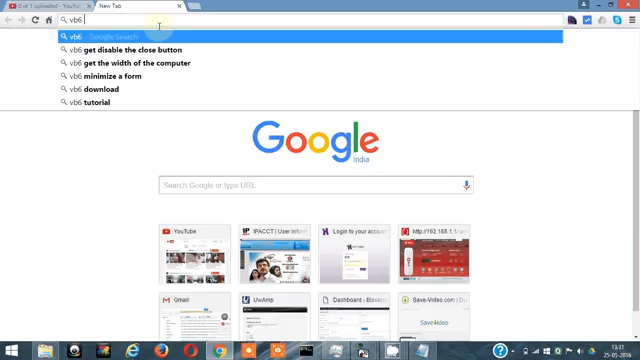 0 of 1 uploaded - YouTu
New Tab
vb6
vb6 Google Search
vb6 get disable the close button
vb6 get the width of the computer
vb6 minimize a form
vb6 download
vb6 tutorial
Google
India
Search Google or type URL
YouTube
IPACCT | User Inform
Login to your accoun
http://192.168.1.1/
Gmail
UwAmp
Dashboard -
Save-Video.com /
13:31
25-05-2016